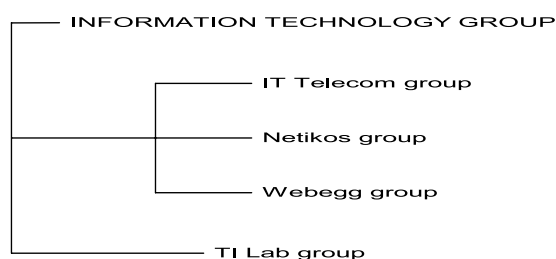 INFORMATION TECHNOLOGY GROUP
IT Telecom group
Netikos group
Webegg group
TI Lab group